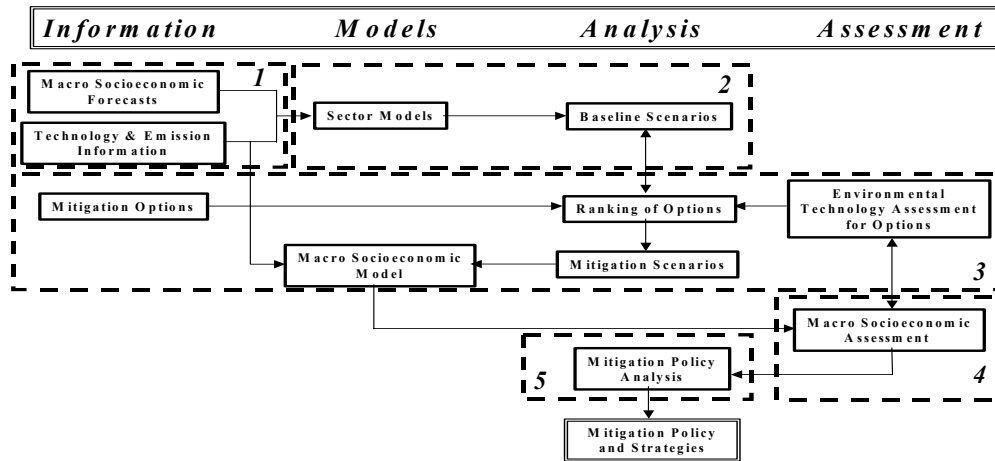 Information Models Analysis Assessment
1
Macro Socioeconomic
Forecasts
2
Sector Models
Baseline Scenarios
Technology & Emission
Information
Mitigation Options
Ranking of Options
Environmental
Technology Assessment
for Options
Macro Socioeconomic
Model
Mitigation Scenarios
3
Macro Socioeconomic
Assessment
Mitigation Policy
Analysis
5
4
Mitigation Policy
and Strategies